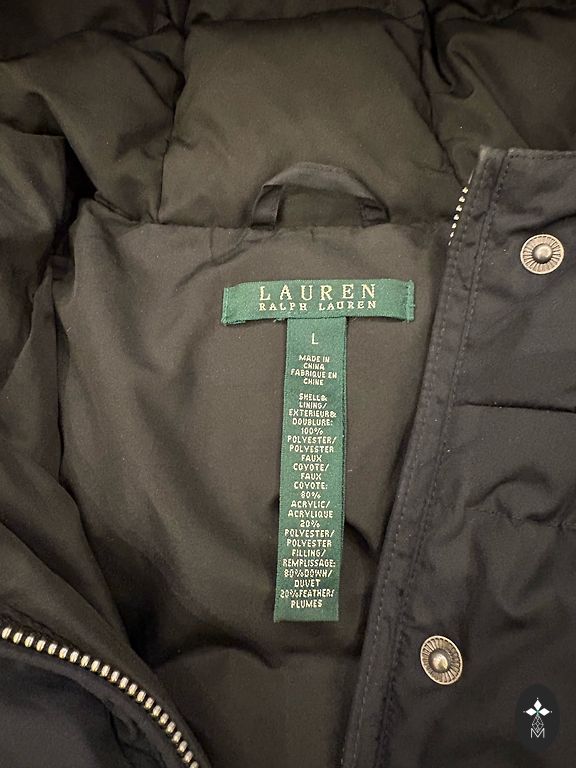 LAUREN
RALPH LAUREN
L
MADE IN
CHINA
FABRIQUE EN
CHINE
SHELL&
LINING/
EXTERIEUR&
DOUBLURE:
100%
POLYESTER/
POLYESTER
FAUX
COYOTE/
FAUX
COYOTE:
80%
ACRYLIC/
ACRYLIQUE
20%
POLYESTER/
POLYESTER
FILLING/
REMPLISSAGE:
80%DOWN/
DUVET
20%FEATHERS/
PLUMES
M